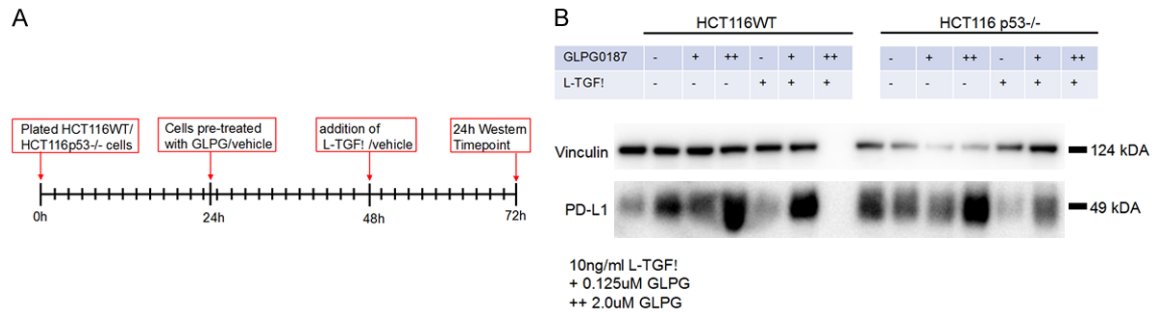 A
Plated HCT116WT/
HCT116p53-/- cells
Cells pre-treated
with GLPG/vehicle
addition of
L-TGF! /vehicle
24h Western
Timepoint
0h
24h
48h
72h
B
HCT116WT
HCT116 p53-/-
GLPG0187 - + ++ - + ++ - + ++ - + ++
L-TGF! - - - + + + - - - + + +
Vinculin
124 kDA
PD-L1
49 kDA
10ng/ml L-TGF!
+ 0.125uM GLPG
++ 2.0uM GLPG